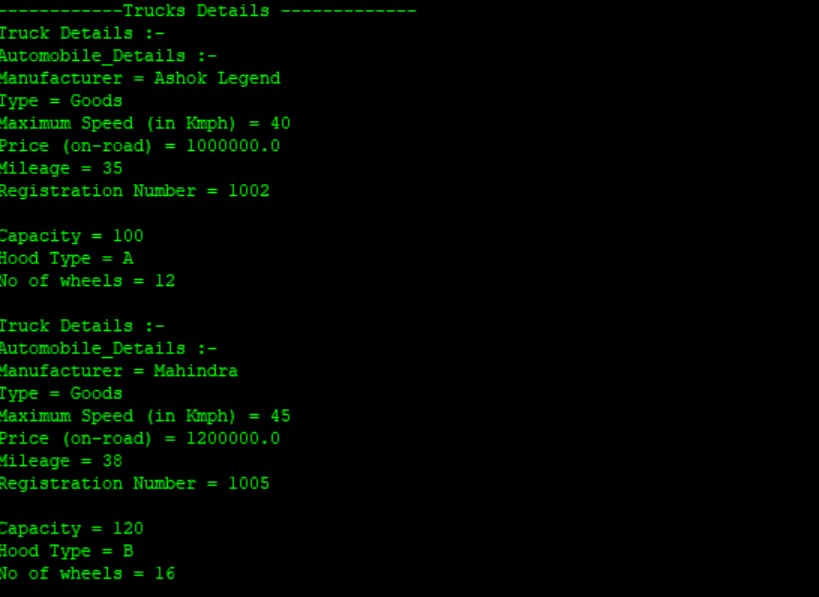 ------------Trucks Details -------------
Truck Details :-
Automobile_Details :-
Manufacturer = Ashok Legend
Type = Goods
Maximum Speed (in Kmph) = 40
Price (on-road) = 1000000.0
Mileage = 35
Registration Number = 1002
Capacity = 100
Hood Type = A
No of wheels = 12
Truck Details :-
Automobile_Details :-
Manufacturer = Mahindra
Type = Goods
Maximum Speed (in Kmph) = 45
Price (on-road) = 1200000.0
Mileage = 38
Registration Number = 1005
Capacity = 120
Hood Type = B
No of wheels = 16